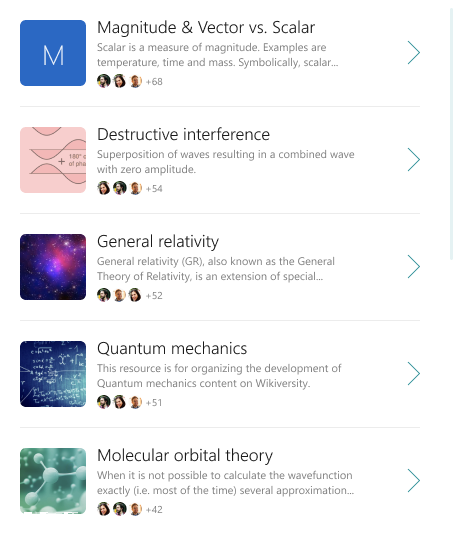 M
Magnitude & Vector vs. Scalar
Scalar is a measure of magnitude. Examples are
temperature, time and mass. Symbolically, scalar...
+68
Destructive interference
Superposition of waves resulting in a combined wave
with zero amplitude.
+ 180° o
of pha
+54
General relativity
General relativity (GR), also known as the General
Theory of Relativity, is an extension of special...
+52
Quantum mechanics
This resource is for organizing the development of
Quantum mechanics content on Wikiversity.
+51
Molecular orbital theory
When it is not possible to calculate the wavefunction
exactly (i.e. most of the time) several approximation...
+42